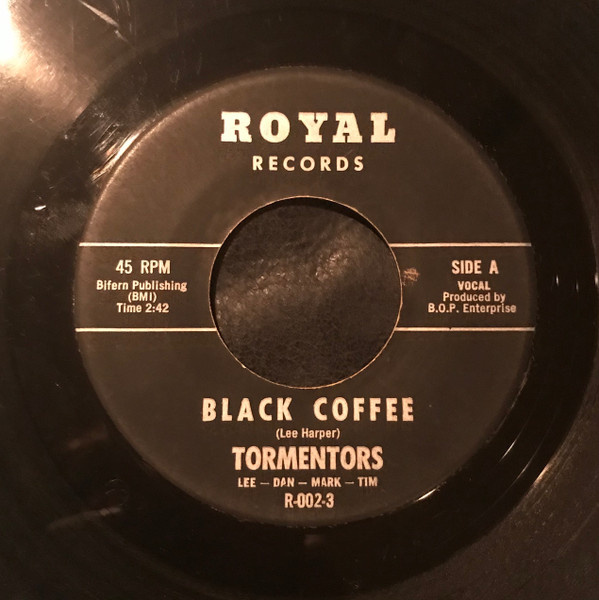 ROYAL
RECORDS
45 RPM
Bifern Publishing
(BMI)
Time 2:42
SIDE A
VOCAL
Produced by
B.O.P. Enterprise
BLACK COFFEE
(Lee Harper)
TORMENTORS
LEE — DAN — MARK — TIM
R-002-3